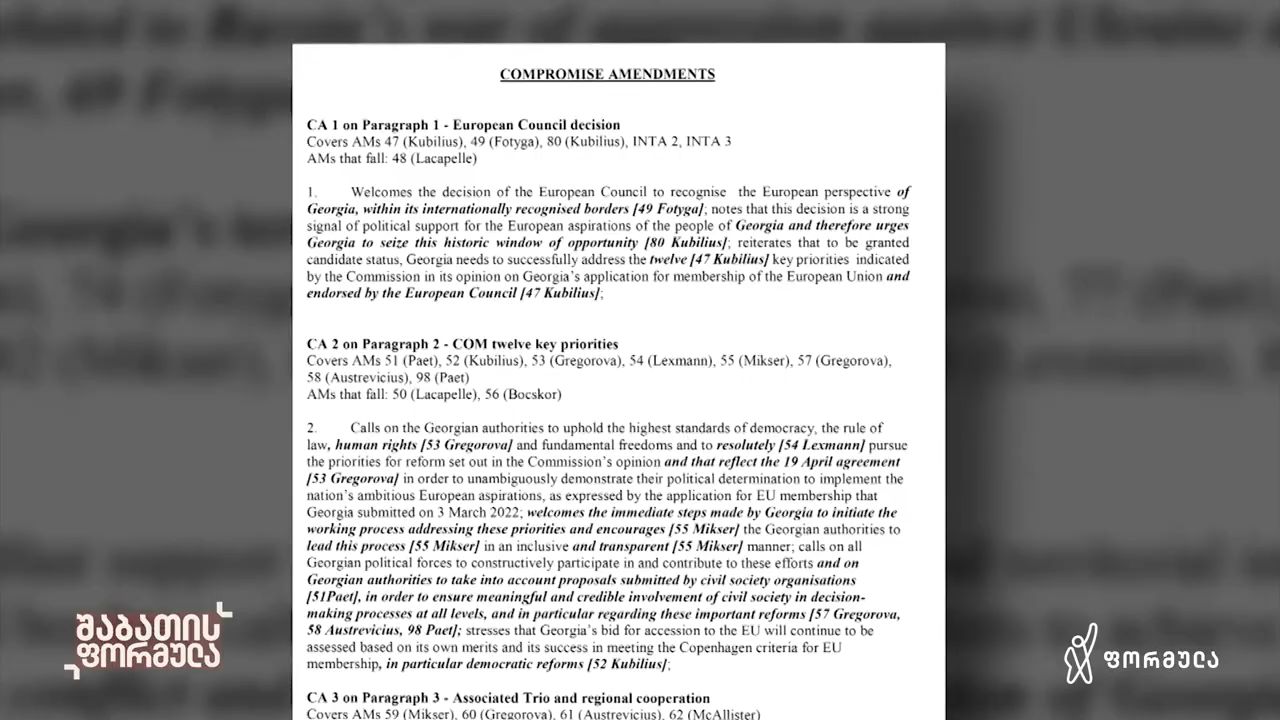 COMPROMISE AMENDMENTS
CA 1 on Paragraph 1 - European Council decision
Covers AMs 47 (Kubilius), 49 (Fotyga), 80 (Kubilius), INTA 2, INTA 3
AMs that fall: 48 (Lacapelle)
1. Welcomes the decision of the European Council to recognise the European perspective of
Georgia, within its internationally recognised borders [49 Fotyga]; notes that this decision is a strong
signal of political support for the European aspirations of the people of Georgia and therefore urges
Georgia to seize this historic window of opportunity [80 Kubilius]; reiterates that to be granted
candidate status, Georgia needs to successfully address the twelve [47 Kubilius] key priorities indicated
by the Commission in its opinion on Georgia's application for membership of the European Union and
endorsed by the European Council [47 Kubilius];
CA 2 on Paragraph 2 - COM twelve key priorities
Covers AMs 51 (Paet), 52 (Kubilius), 53 (Gregorova), 54 (Lexmann), 55 (Mikser), 57 (Gregorova),
58 (Austrevicius), 98 (Paet)
AMs that fall: 50 (Lacapelle), 56 (Bocskor)
2. Calls on the Georgian authorities to uphold the highest standards of democracy, the rule of
law, human rights [53 Gregorova] and fundamental freedoms and to resolutely [54 Lexmann] pursue
the priorities for reform set out in the Commission's opinion and that reflect the 19 April agreement
[53 Gregorova] in order to unambiguously demonstrate their political determination to implement the
nation's ambitious European aspirations, as expressed by the application for EU membership that
Georgia submitted on 3 March 2022; welcomes the immediate steps made by Georgia to initiate the
working process addressing these priorities and encourages [55 Mikser] the Georgian authorities to
lead this process [55 Mikser] in an inclusive and transparent [55 Mikser] manner; calls on all
Georgian political forces to constructively participate in and contribute to these efforts and on
Georgian authorities to take into account proposals submitted by civil society organisations
[51Paet], in order to ensure meaningful and credible involvement of civil society in decision-
making processes at all levels, and in particular regarding these important reforms [57 Gregorova,
58 Austrevicius, 98 Paet]; stresses that Georgia's bid for accession to the EU will continue to be
assessed based on its own merits and its success in meeting the Copenhagen criteria for EU
membership, in particular democratic reforms [52 Kubilius];
CA 3 on Paragraph 3 - Associated Trio and regional cooperation
Covers AMs 59 (Mikser), 60 (Gregorova), 61 (Austrevicius), 62 (McAllister)
შაბათის
ფორმულა
ფორმულა